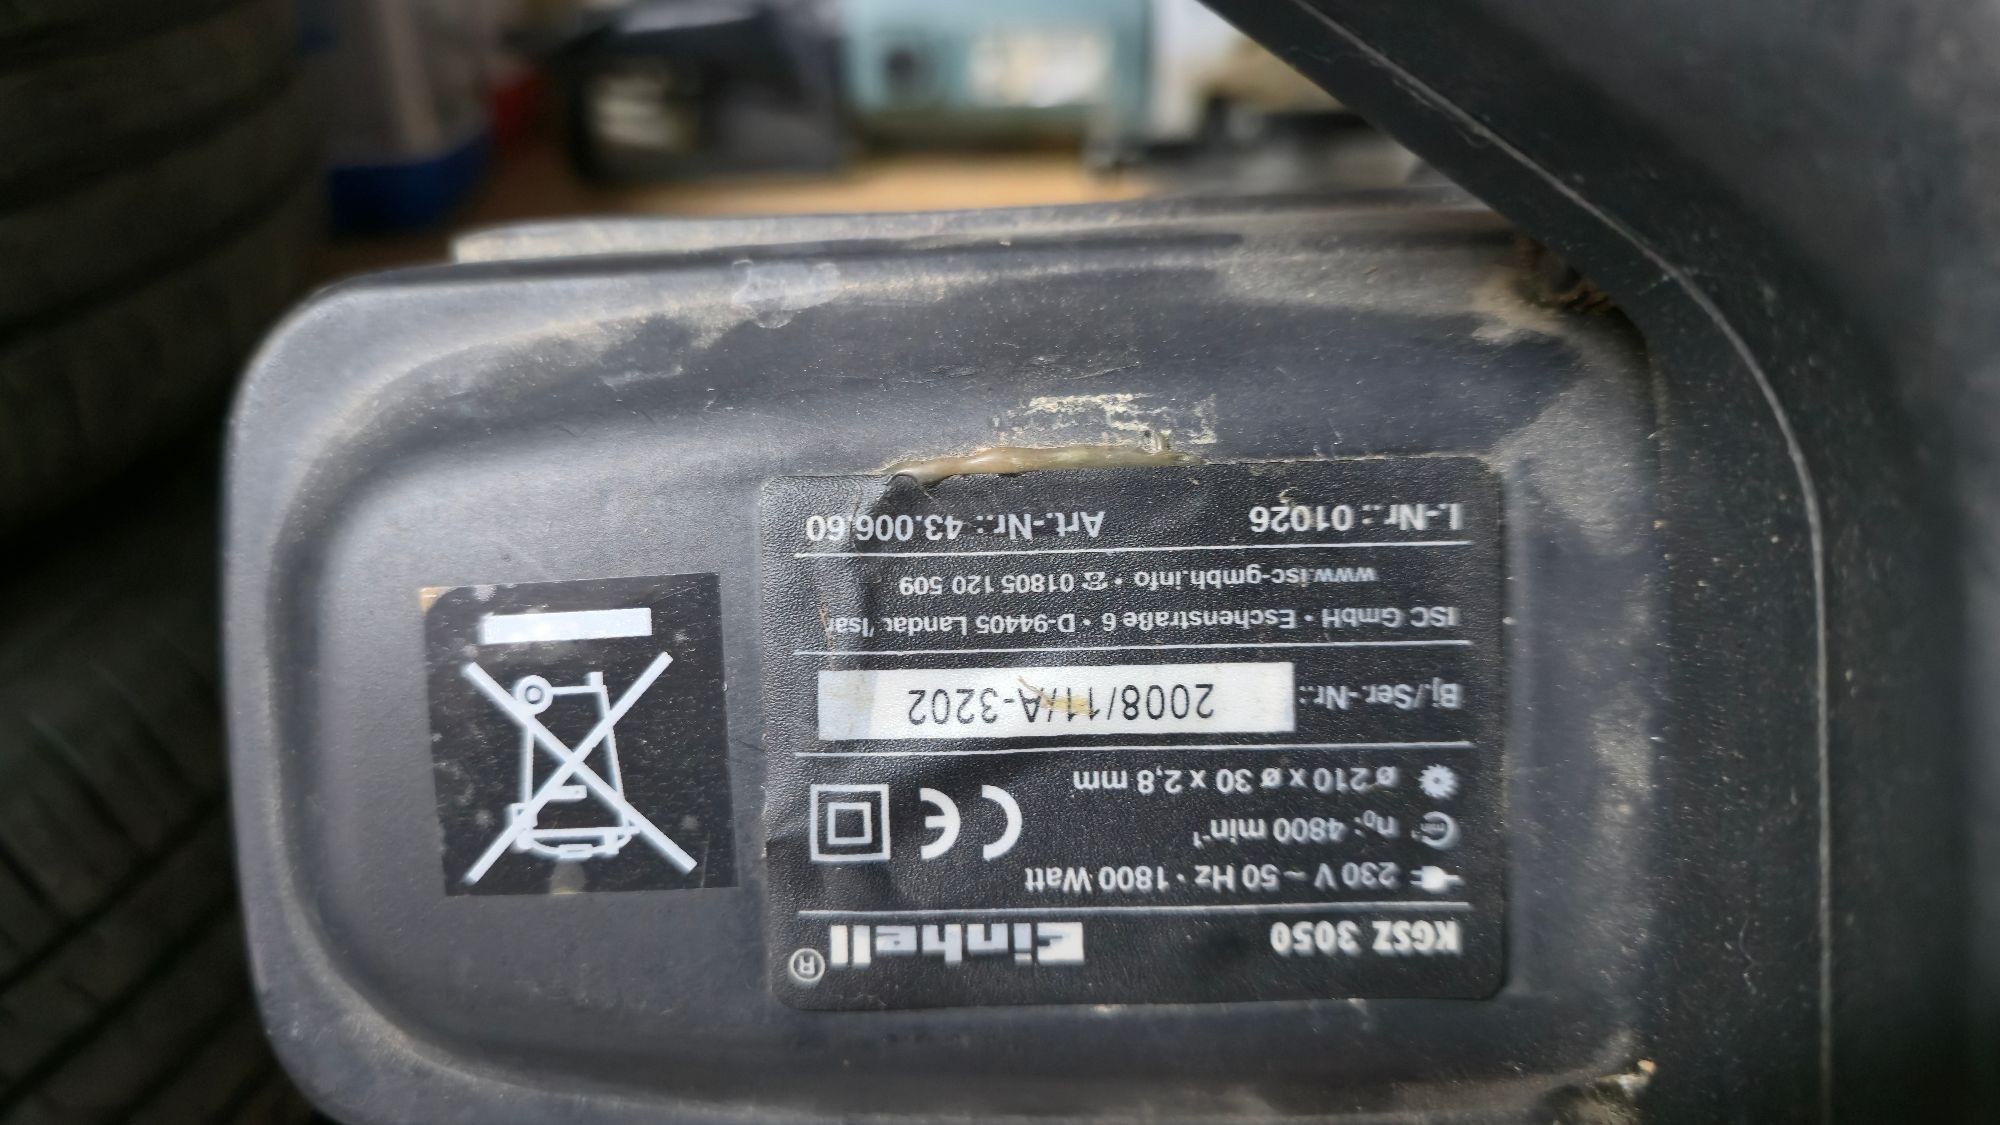 KGSZ 3050 Einhell®
230 V ~ 50 Hz · 1800 Watt
n₀: 4800 min⁻¹
ø 210 x ø 30 x 2,8 mm
CE
Bj./Ser.-Nr.: 2008/11/A-3202
ISC GmbH · Eschenstraße 6 · D-94405 Landau/Isar
www.isc-gmbh.info · ☎ 01805 120 509
I.-Nr.: 01026 Art.-Nr.: 43.006.60